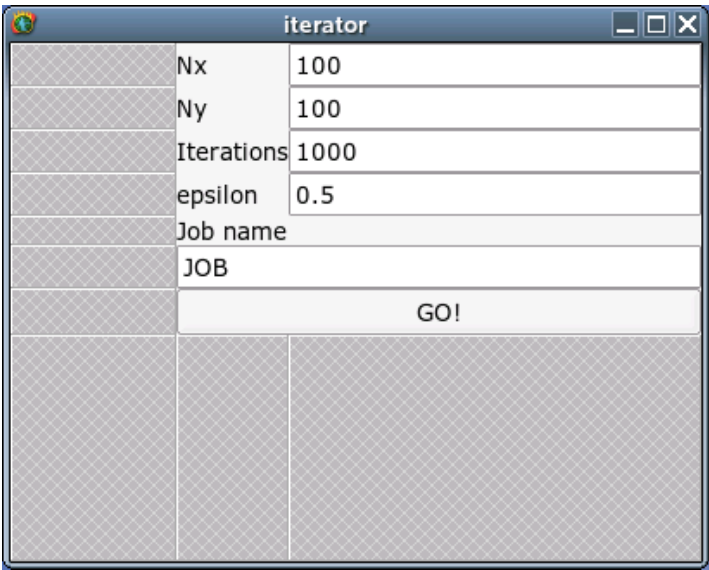 iterator
Nx 100
Ny 100
Iterations 1000
epsilon 0.5
Job name
JOB
GO!